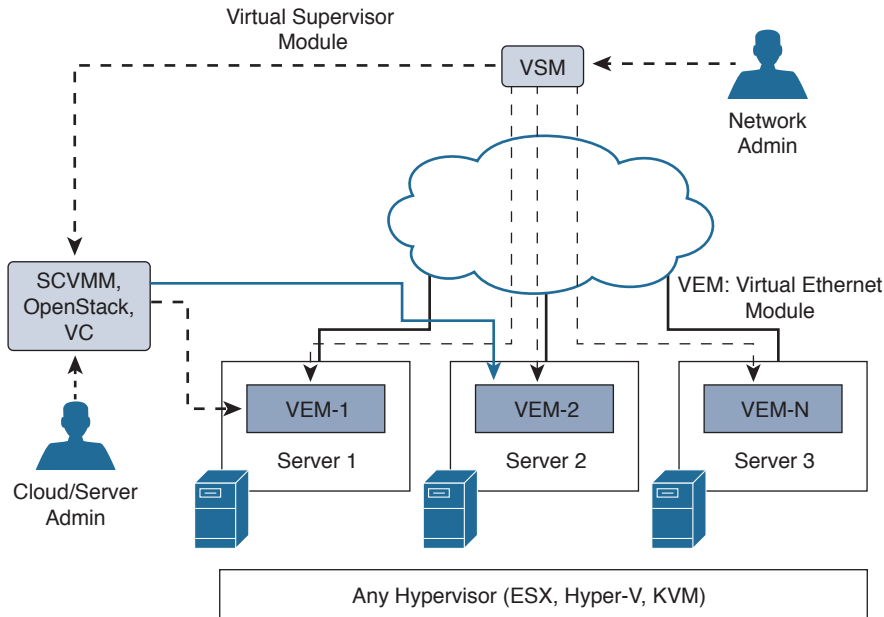 Virtual Supervisor
Module
VSM
Network
Admin
SCVMM,
OpenStack,
VC
VEM: Virtual Ethernet
Module
VEM-1
VEM-2
VEM-N
Server 1
Server 2
Server 3
Cloud/Server
Admin
Any Hypervisor (ESX, Hyper-V, KVM)